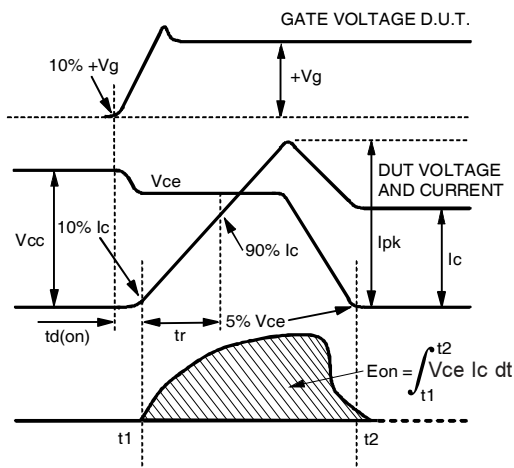 GATE VOLTAGE D.U.T.
10% +Vg
+Vg
Vce
DUT VOLTAGE
AND CURRENT
Vcc
10% Ic
90% Ic
Ipk
Ic
td(on)
tr
5% Vce
Eon = ∫ Vce Ic dt
t2
t1
t1
t2